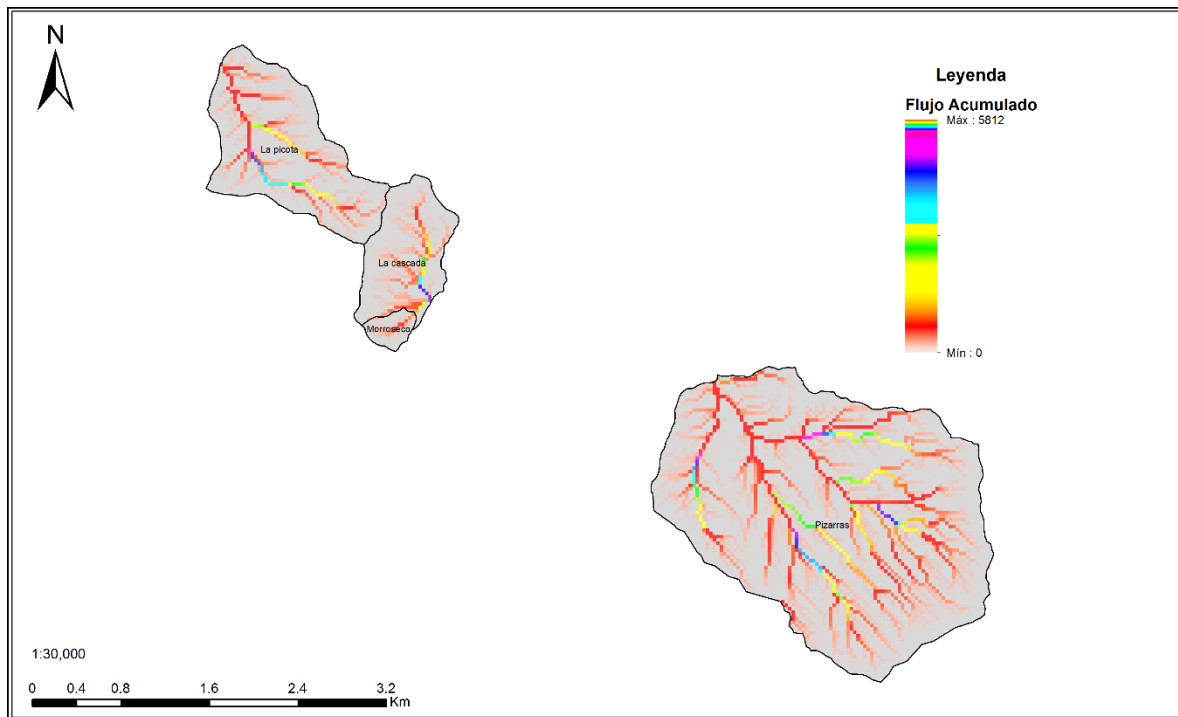 N
Leyenda
Flujo Acumulado
Máx : 5812
Mín : 0
La picota
La cascada
Morroseco
Pizarras
1:30,000
0 0.4 0.8 1.6 2.4 3.2
Km